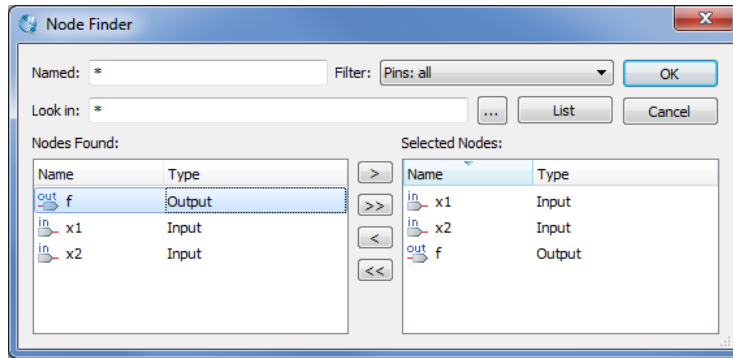 Node Finder
Named: * Filter: Pins: all OK
Look in: * ... List Cancel
Nodes Found: Selected Nodes:
Name Type > Name Type
out f Output >> in x1 Input
in x1 Input < in x2 Input
in x2 Input << out f Output